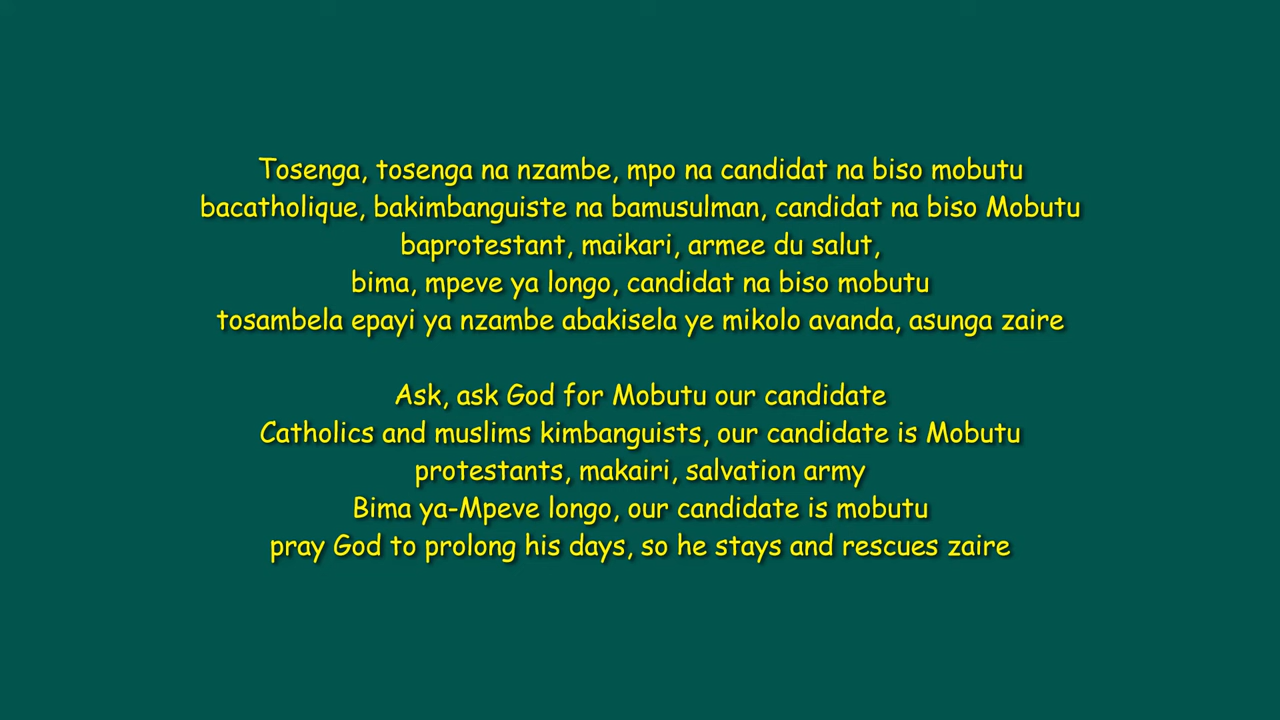 Tosenga, tosenga na nzambe, mpo na candidat na biso mobutu
bacatholique, bakimbanguiste na bamusulman, candidat na biso Mobutu
baprotestant, maikari, armee du salut,
bima, mpeve ya longo, candidat na biso mobutu
tosambela epayi ya nzambe abakisela ye mikolo avanda, asunga zaire
Ask, ask God for Mobutu our candidate
Catholics and muslims kimbanguists, our candidate is Mobutu
protestants, makairi, salvation army
Bima ya-Mpeve longo, our candidate is mobutu
pray God to prolong his days, so he stays and rescues zaire